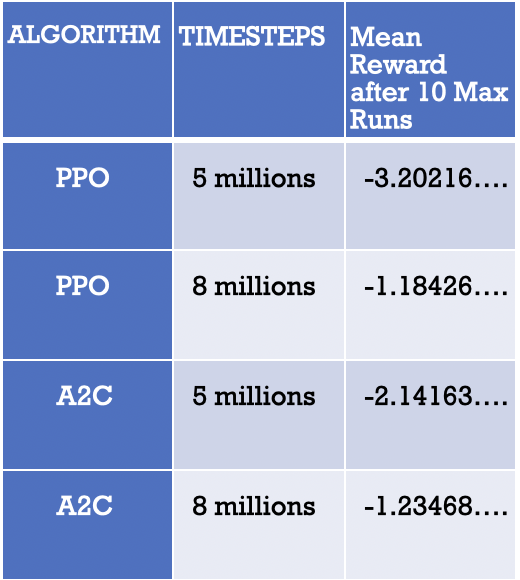 ALGORITHM TIMESTEPS Mean
Reward
after 10 Max
Runs
PPO 5 millions -3.20216....
PPO 8 millions -1.18426....
A2C 5 millions -2.14163....
A2C 8 millions -1.23468....